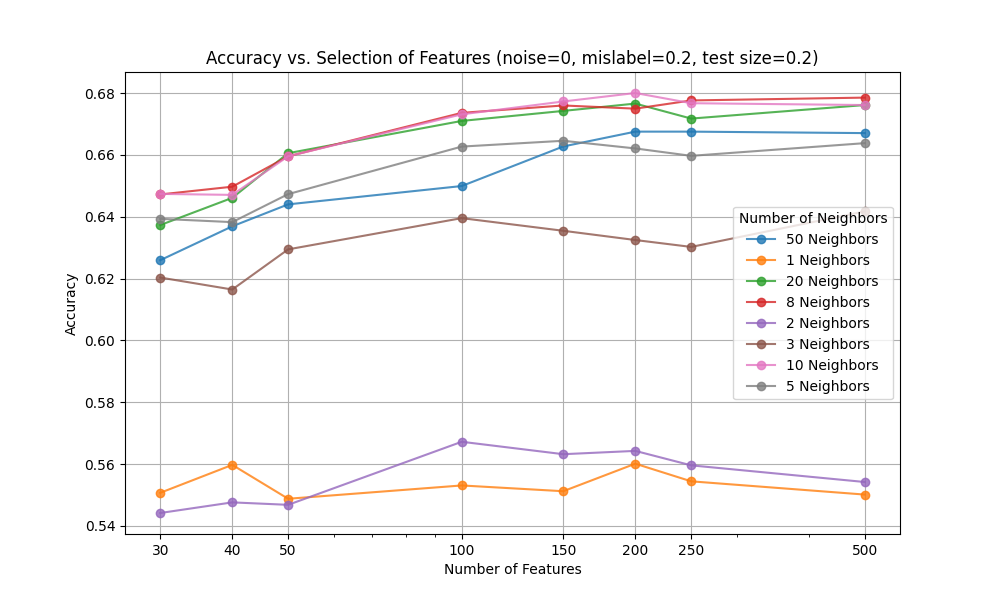 Accuracy vs. Selection of Features (noise=0, mislabel=0.2, test size=0.2)
Accuracy
0.68
0.66
0.64
0.62
0.60
0.58
0.56
0.54
Number of Neighbors
50 Neighbors
1 Neighbors
20 Neighbors
8 Neighbors
2 Neighbors
3 Neighbors
10 Neighbors
5 Neighbors
30 40 50 100 150 200 250 500
Number of Features